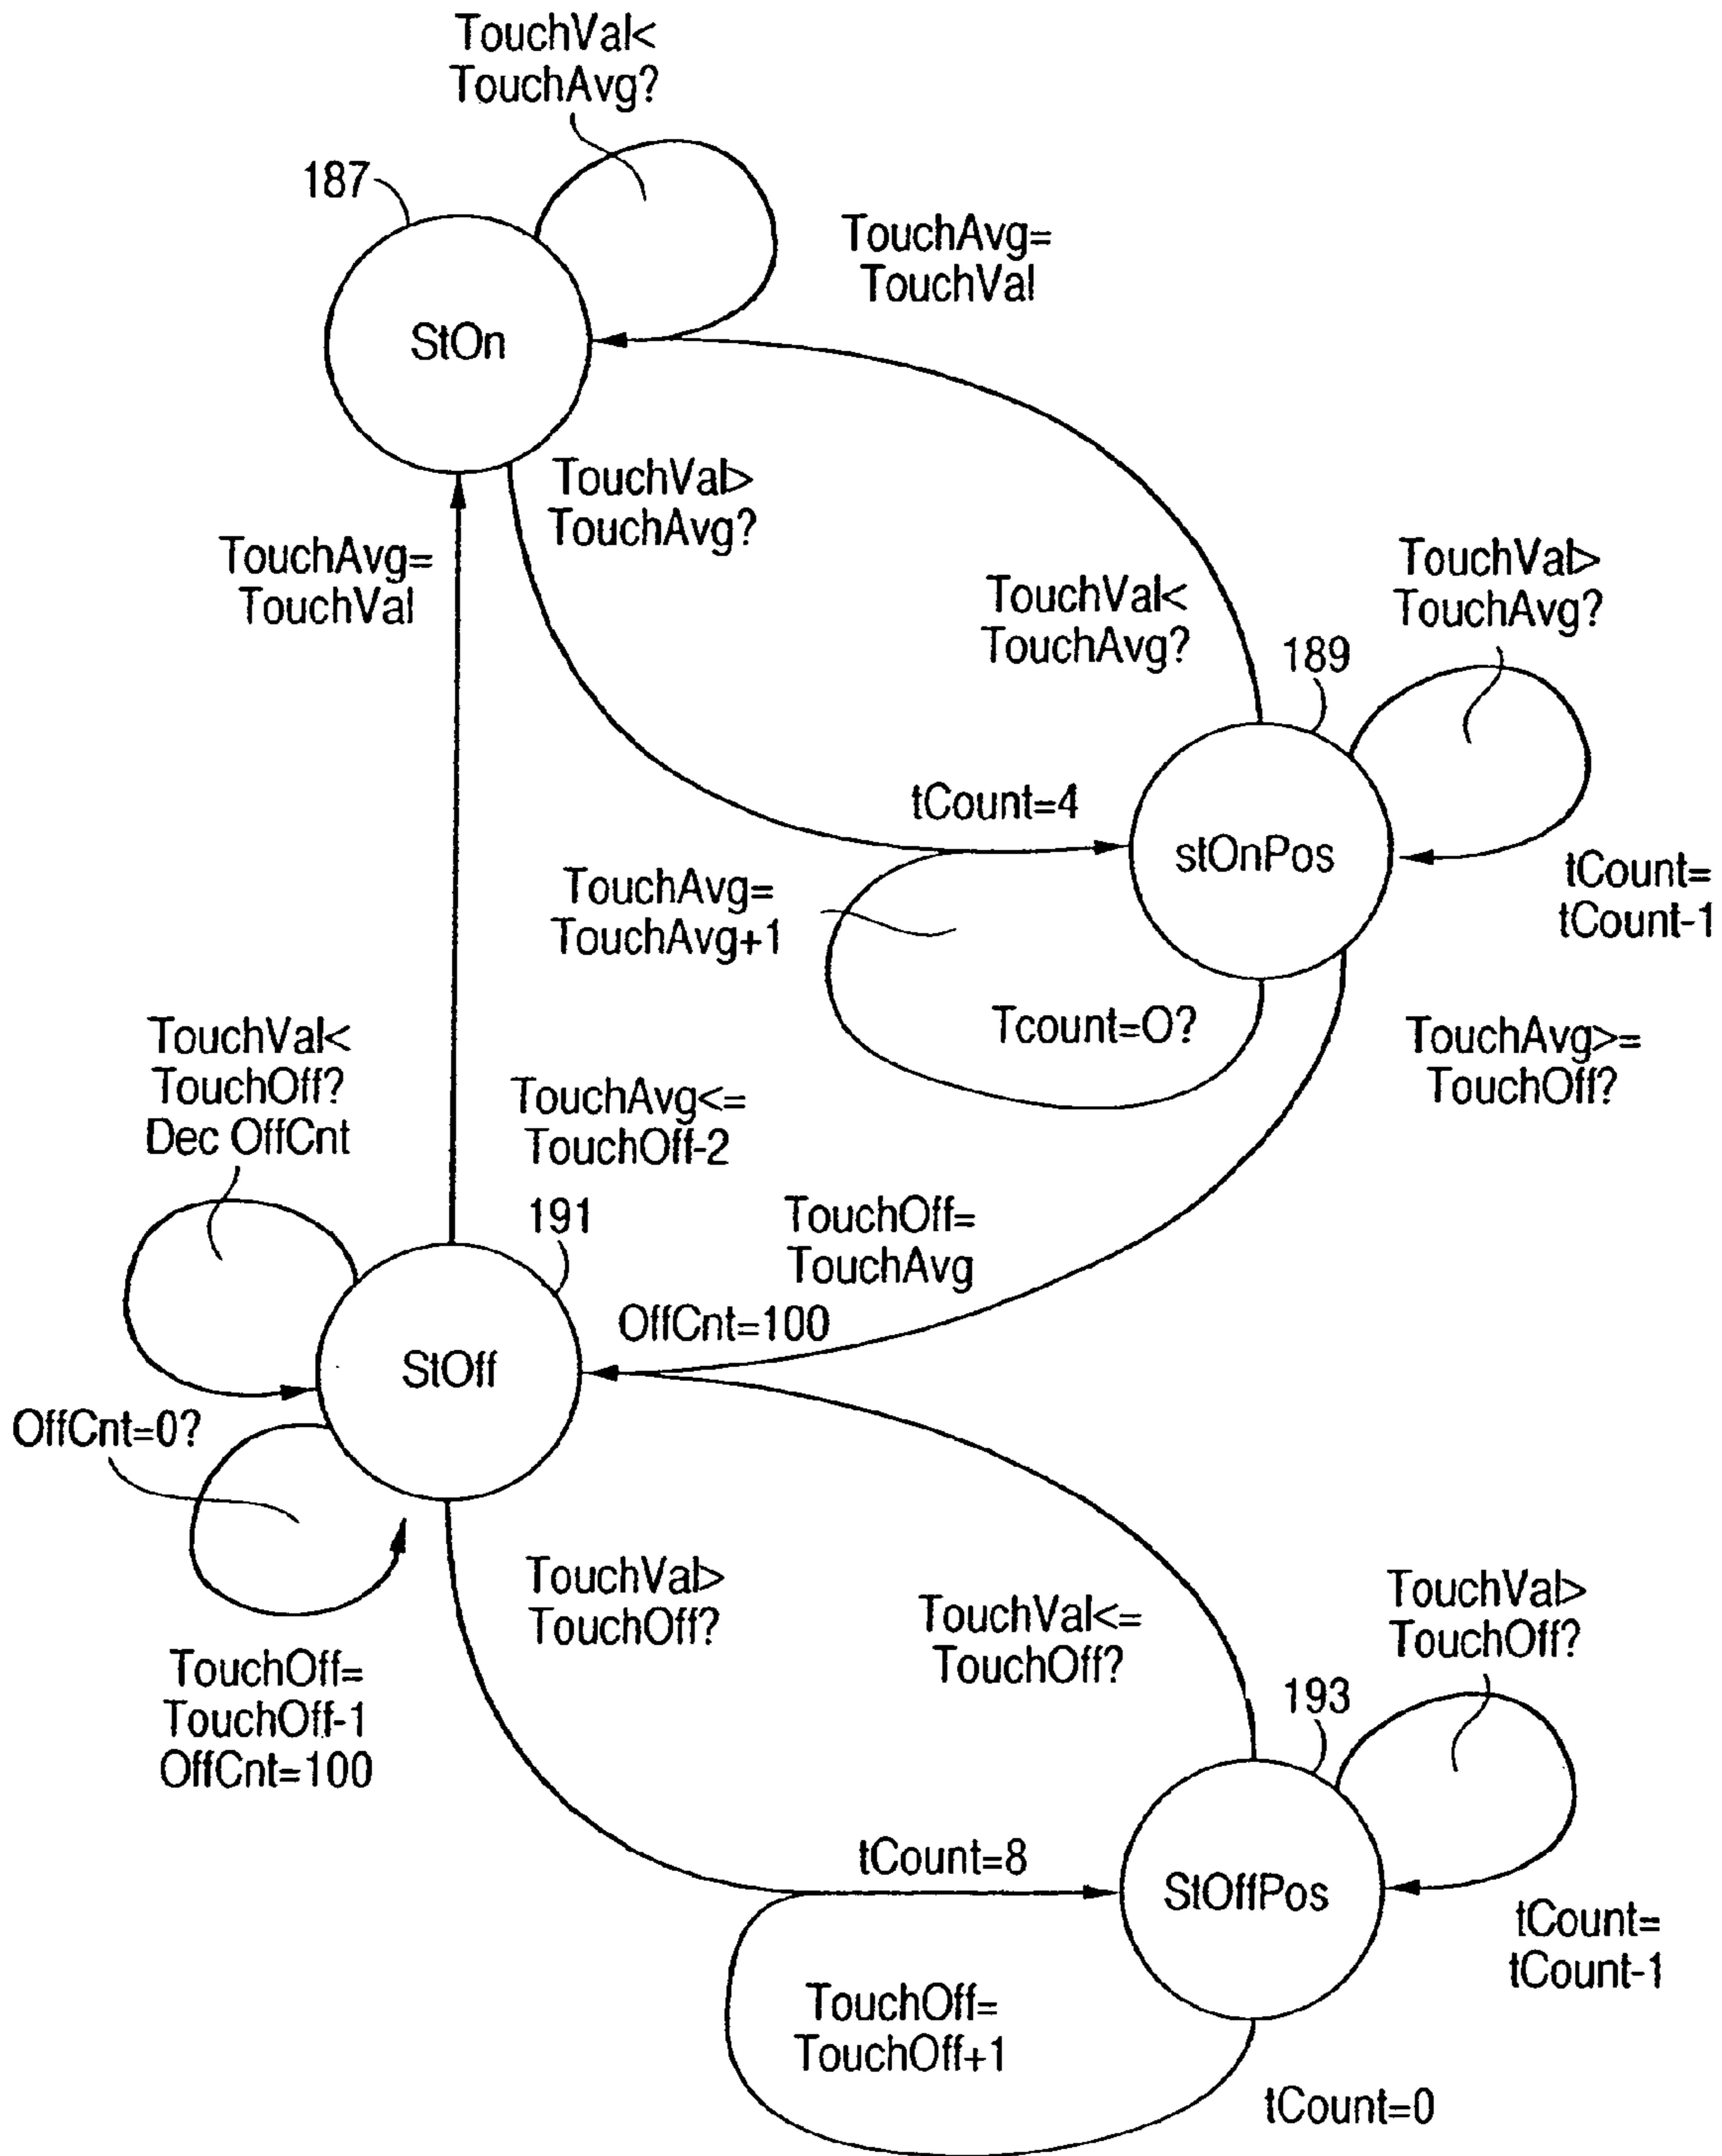 TouchVal<
TouchAvg?
187
TouchAvg=
TouchVal
StOn
TouchVal>
TouchAvg?
TouchAvg=
TouchVal
TouchVal>
TouchAvg?
TouchVal<
TouchAvg?
189
tCount=4
stOnPos
TouchAvg=
TouchAvg+1
tCount=
tCount-1
Tcount=O?
TouchAvg>=
TouchOff?
TouchVal<
TouchOff?
Dec OffCnt
TouchAvg<=
TouchOff-2
191
TouchOff=
TouchAvg
OffCnt=100
StOff
OffCnt=0?
TouchVal>
TouchOff?
TouchVal<=
TouchOff?
TouchVal>
TouchOff?
TouchOff=
TouchOff-1
OffCnt=100
193
tCount=8
StOffPos
tCount=
tCount-1
TouchOff=
TouchOff+1
tCount=0